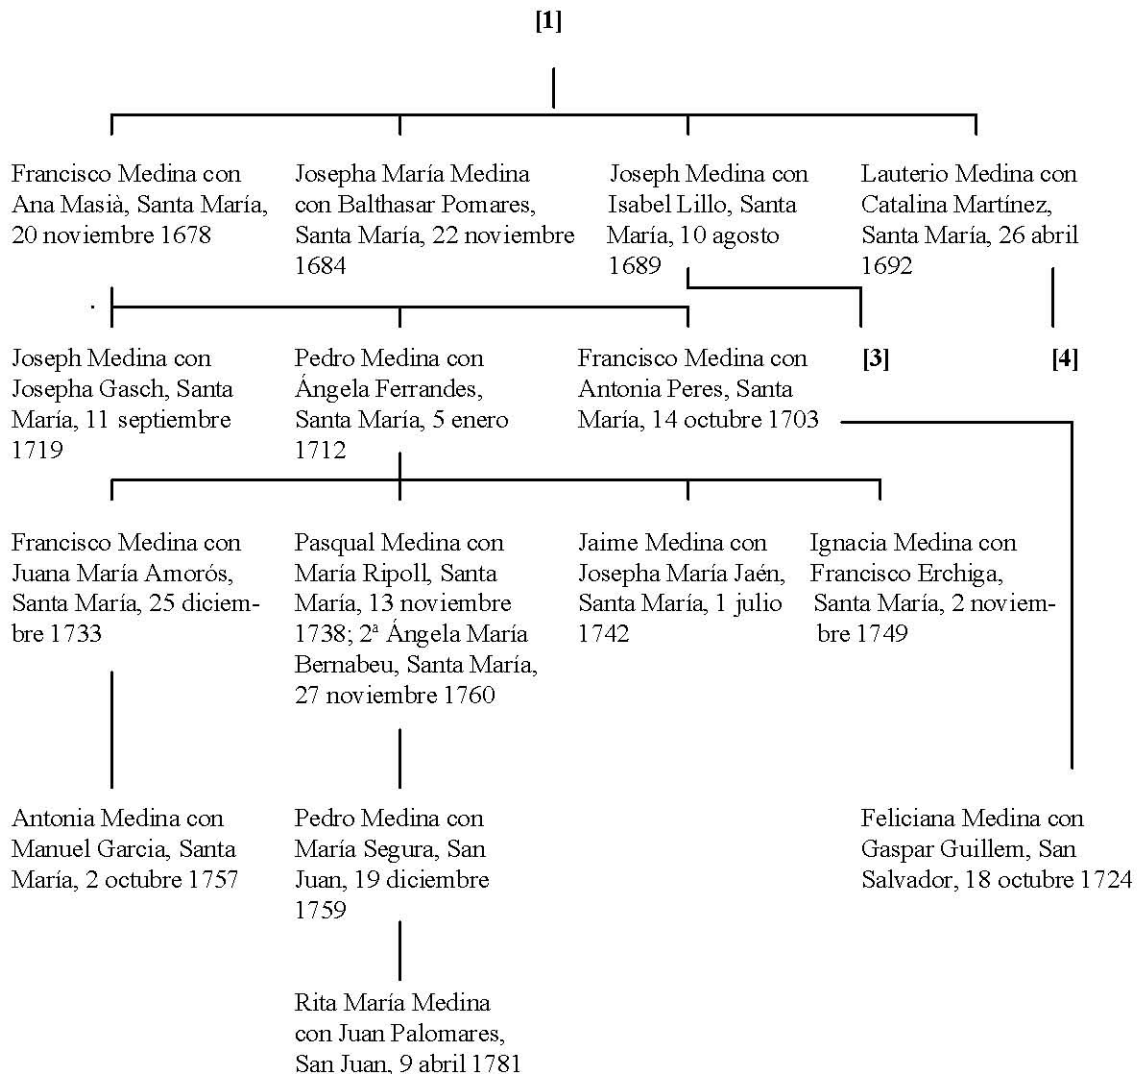 [1]
Francisco Medina con
Ana Masià, Santa María,
20 noviembre 1678
Josepha María Medina
con Balthasar Pomares,
Santa María, 22 noviembre
1684
Joseph Medina con
Isabel Lillo, Santa
María, 10 agosto
1689
Lauterio Medina con
Catalina Martínez,
Santa María, 26 abril
1692
Joseph Medina con
Josepha Gasch, Santa
María, 11 septiembre
1719
Pedro Medina con
Ángela Ferrandes,
Santa María, 5 enero
1712
Francisco Medina con
Antonia Peres, Santa
María, 14 octubre 1703
[3]
[4]
Francisco Medina con
Juana María Amorós,
Santa María, 25 diciem-
bre 1733
Pasqual Medina con
María Ripoll, Santa
María, 13 noviembre
1738; 2ª Ángela María
Bernabeu, Santa María,
27 noviembre 1760
Jaime Medina con
Josepha María Jaén,
Santa María, 1 julio
1742
Ignacia Medina con
Francisco Erchiga,
Santa María, 2 noviem-
bre 1749
Antonia Medina con
Manuel Garcia, Santa
María, 2 octubre 1757
Pedro Medina con
María Segura, San
Juan, 19 diciembre
1759
Feliciana Medina con
Gaspar Guillem, San
Salvador, 18 octubre 1724
Rita María Medina
con Juan Palomares,
San Juan, 9 abril 1781